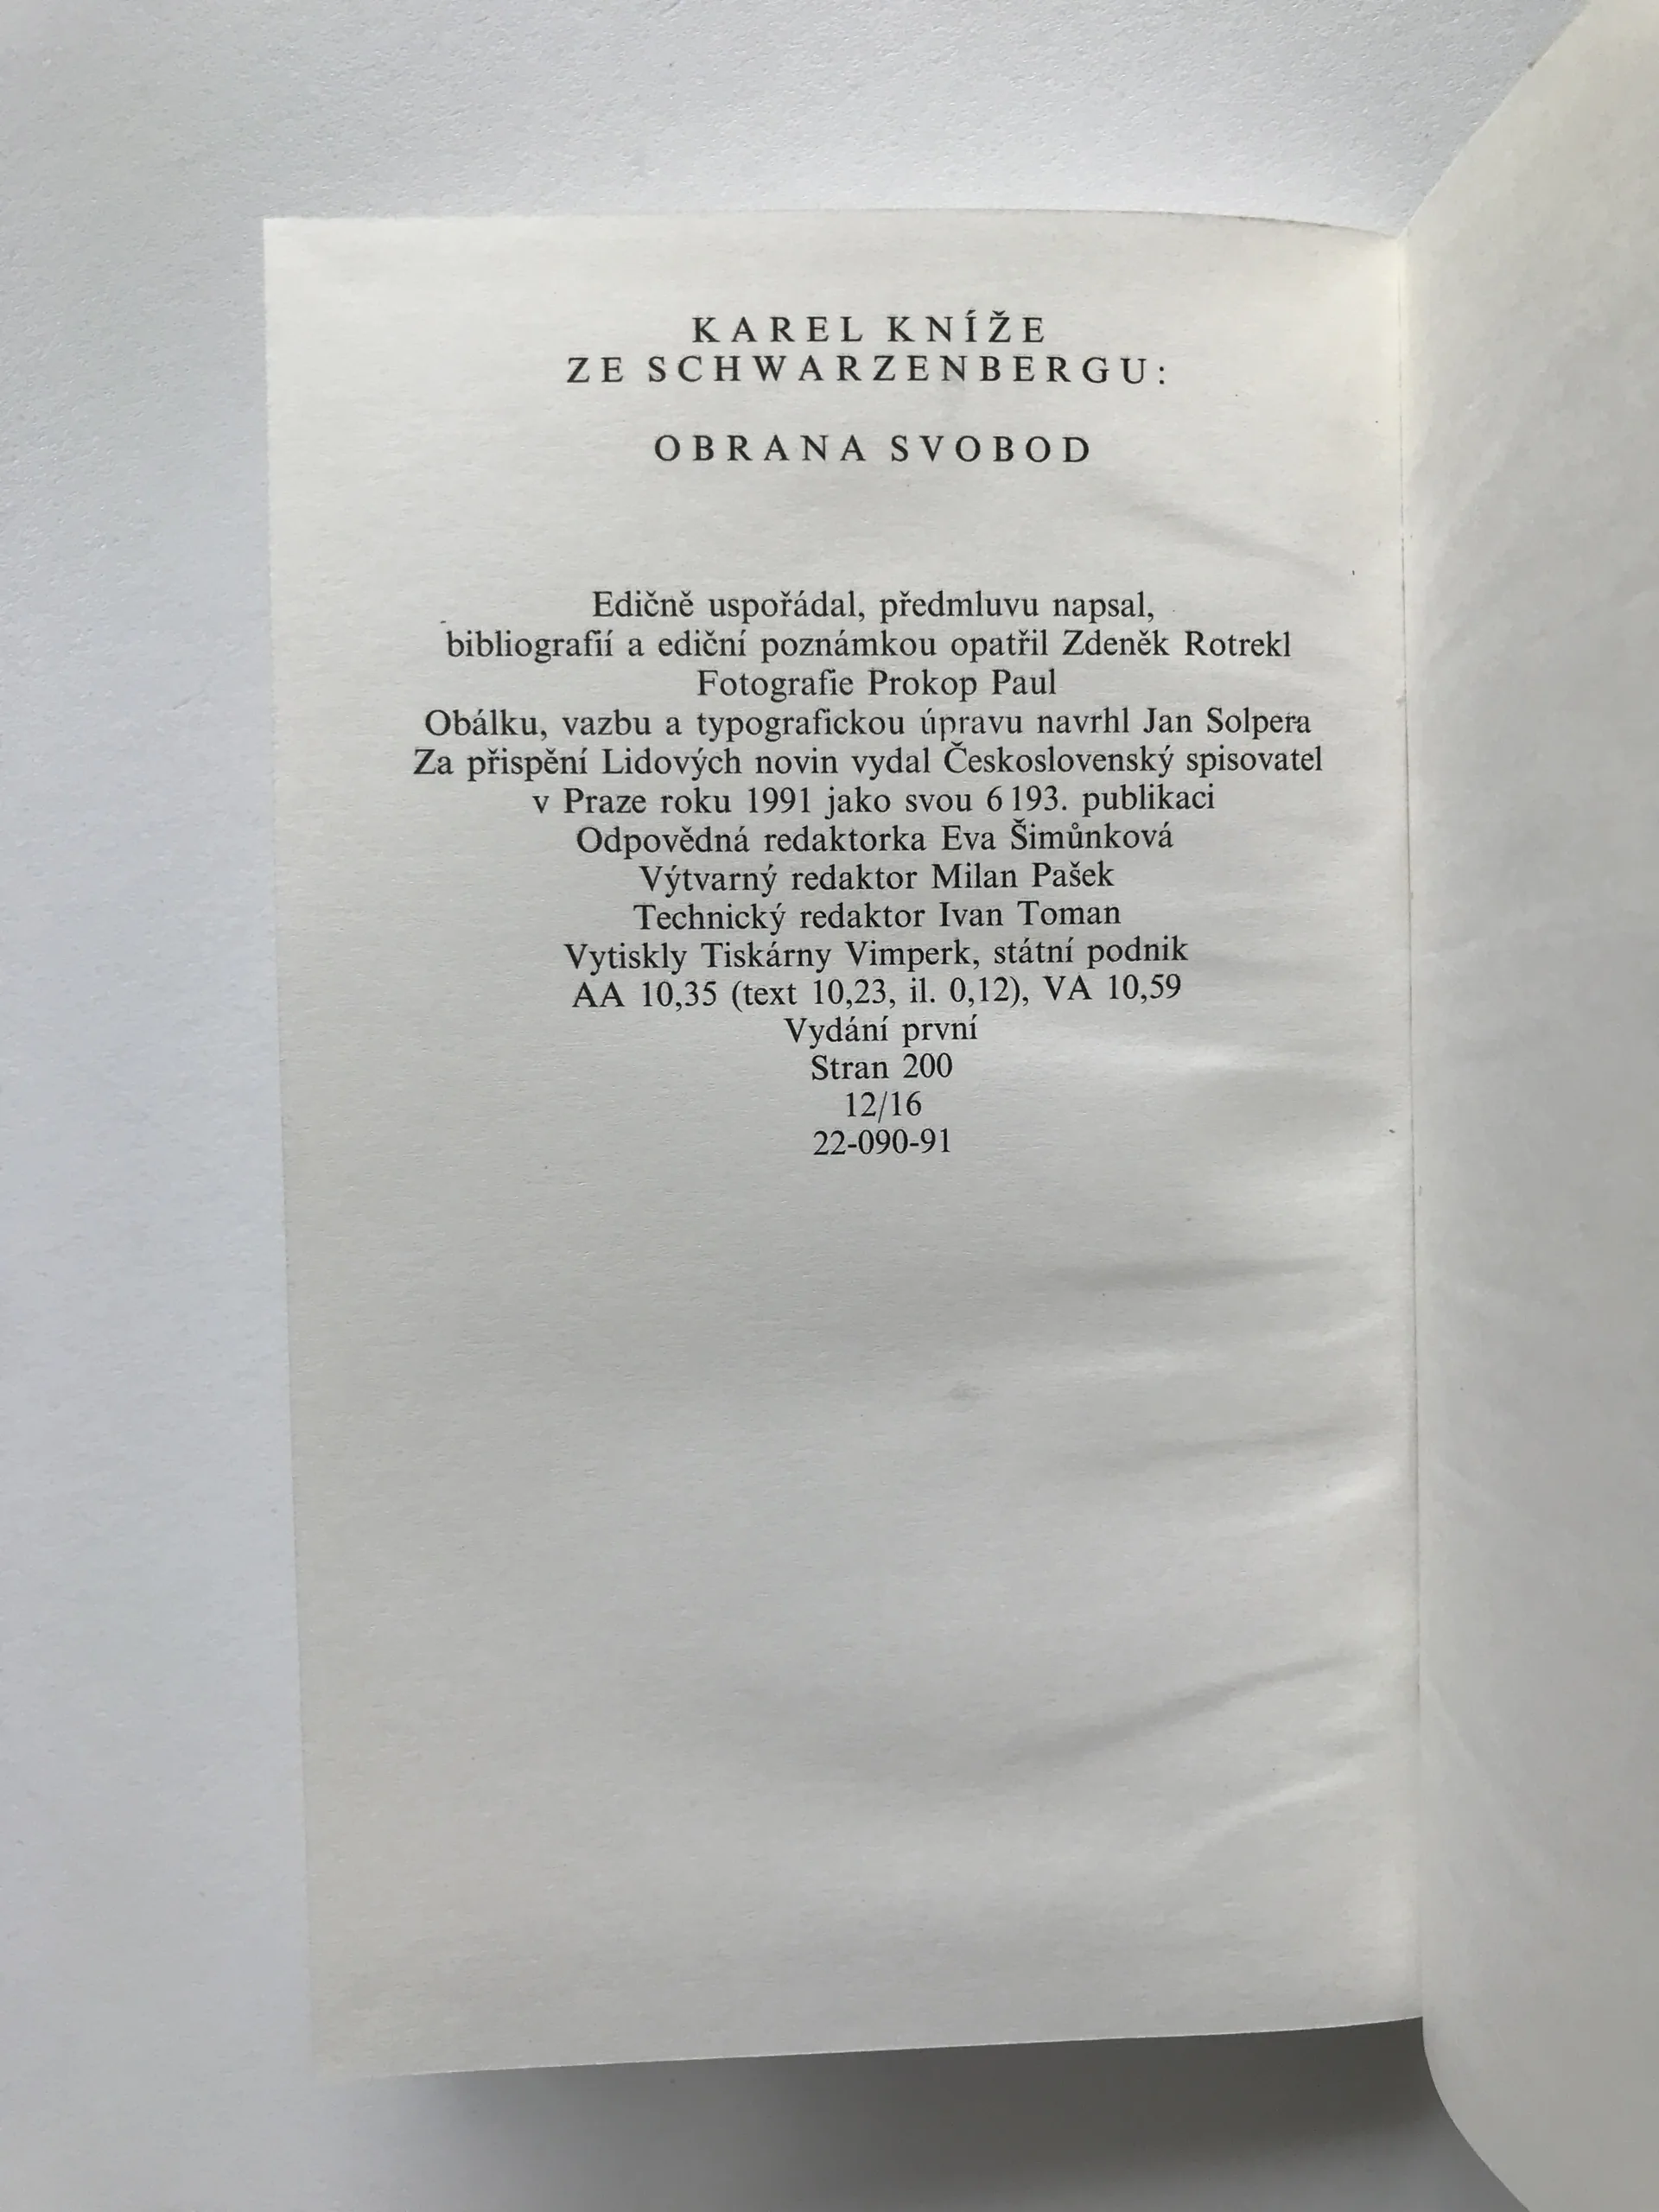 KAREL KNÍŽE
ZE SCHWARZENBERGU:
OBRANA SVOBOD
Edičně uspořádal, předmluvu napsal,
bibliografií a ediční poznámkou opatřil Zdeněk Rotrekl
Fotografie Prokop Paul
Obálku, vazbu a typografickou úpravu navrhl Jan Solpera
Za přispění Lidových novin vydal Československý spisovatel
v Praze roku 1991 jako svou 6 193. publikaci
Odpovědná redaktorka Eva Šimůnková
Výtvarný redaktor Milan Pašek
Technický redaktor Ivan Toman
Vytiskly Tiskárny Vimperk, státní podnik
AA 10,35 (text 10,23, il. 0,12), VA 10,59
Vydání první
Stran 200
12/16
22-090-91